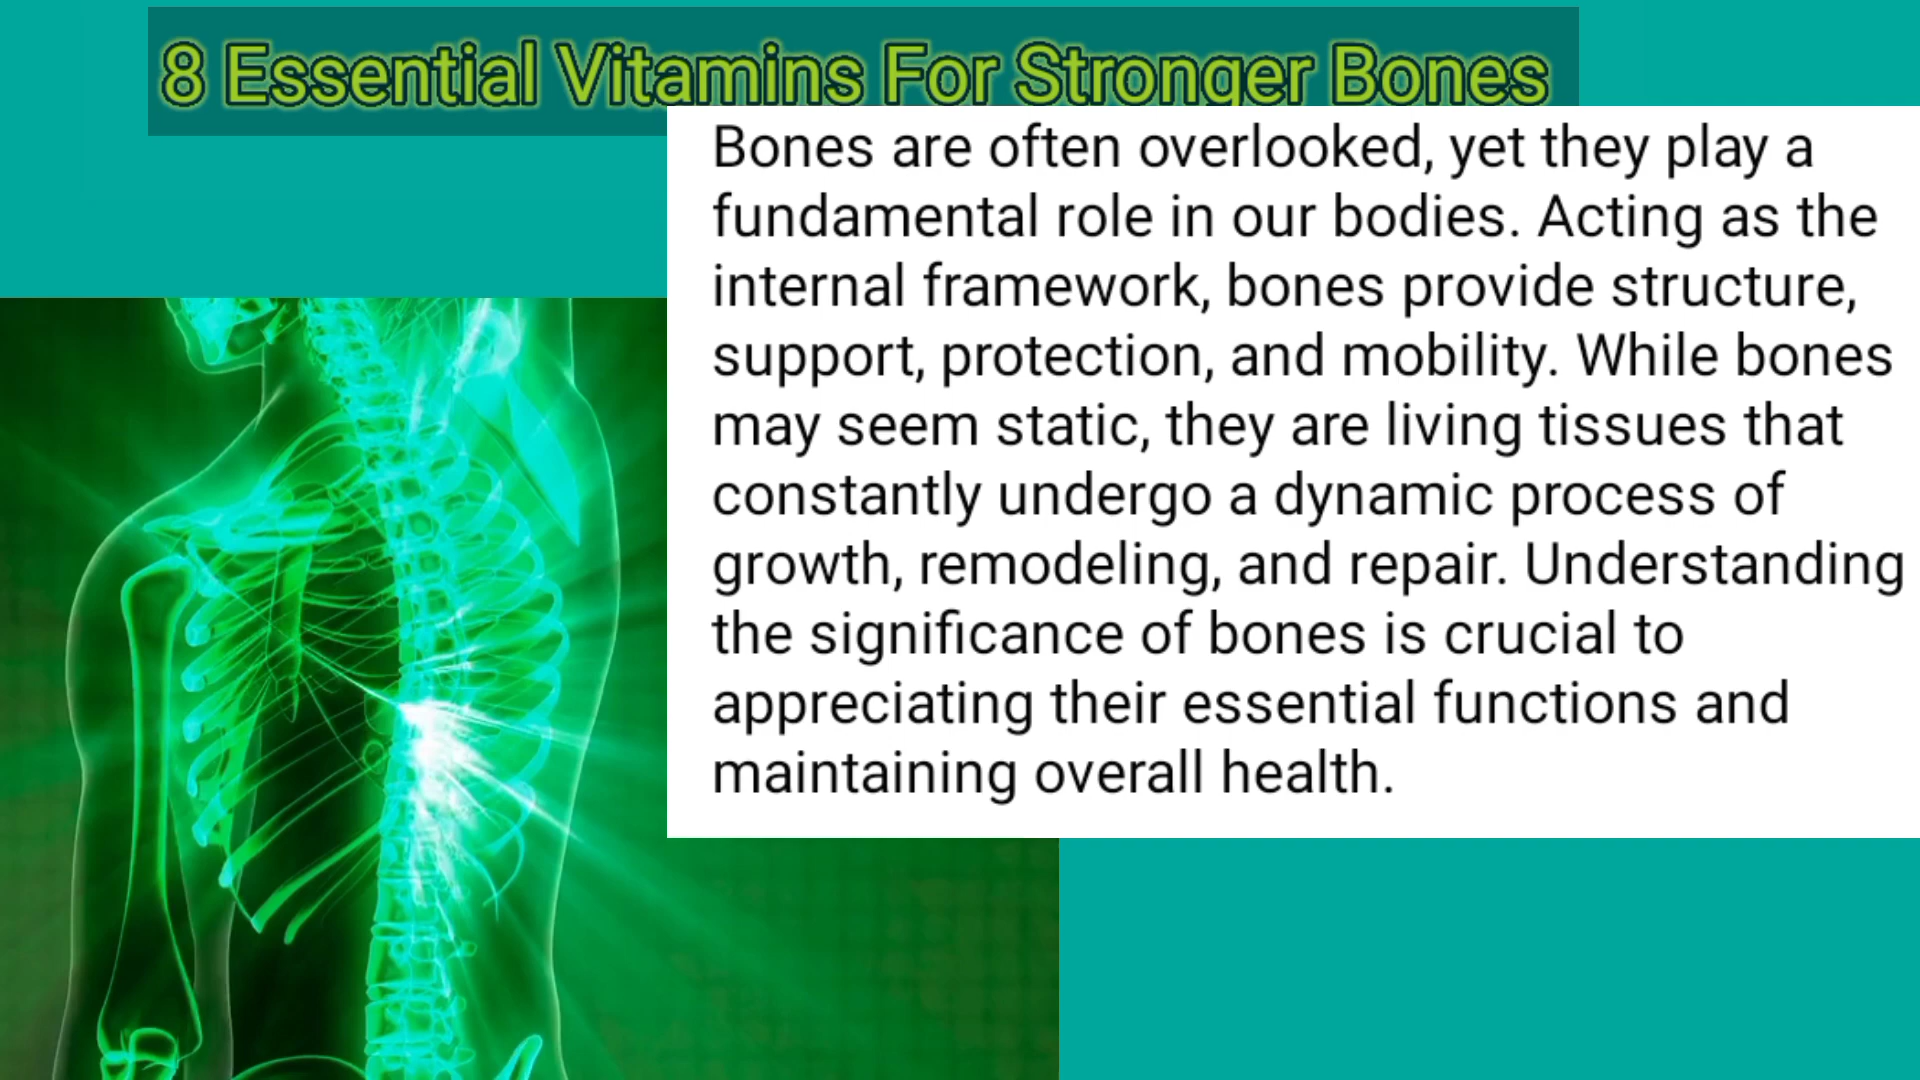 8 Essential Vitamins For Stronger Bones
Bones are often overlooked, yet they play a
fundamental role in our bodies. Acting as the
internal framework, bones provide structure,
support, protection, and mobility. While bones
may seem static, they are living tissues that
constantly undergo a dynamic process of
growth, remodeling, and repair. Understanding
the significance of bones is crucial to
appreciating their essential functions and
maintaining overall health.